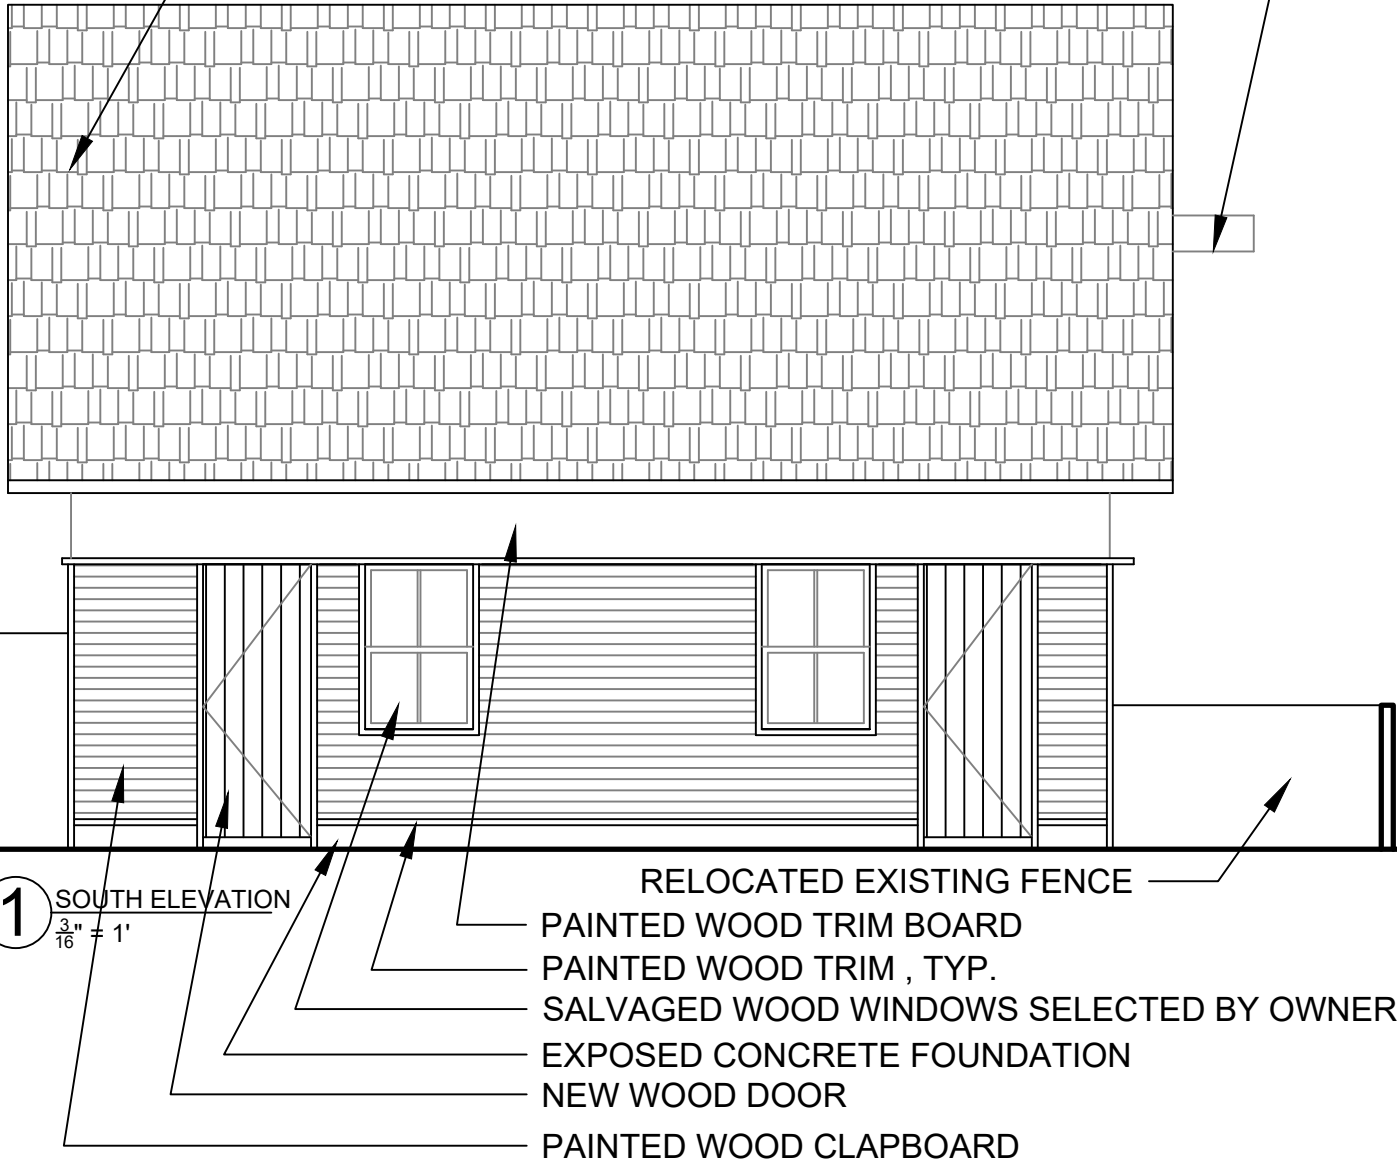 RELOCATED EXISTING FENCE
1 SOUTH ELEVATION
3/16" = 1'
PAINTED WOOD TRIM BOARD
PAINTED WOOD TRIM , TYP.
SALVAGED WOOD WINDOWS SELECTED BY OWNER
EXPOSED CONCRETE FOUNDATION
NEW WOOD DOOR
PAINTED WOOD CLAPBOARD